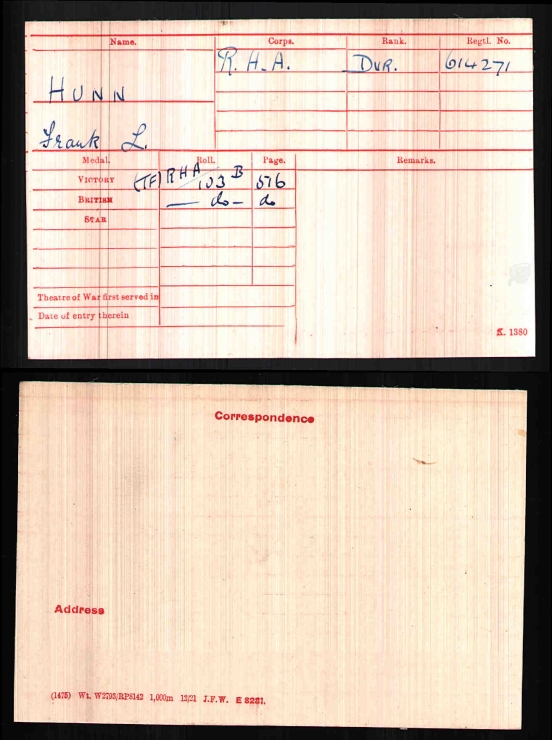 Name. Corps. Rank. Regtl. No.
HUNN R.H.A. DVR. 614271
Frank L.
Medal. Roll. Page. Remarks.
VICTORY (TF) RHA 103 B 576
BRITISH — do — do
STAR
Theatre of War first served in
Date of entry therein
K. 1380
Correspondence
Address
(1475) Wt. W2793/RP8142 1,000m 12/21 J.F.W. E 8281.